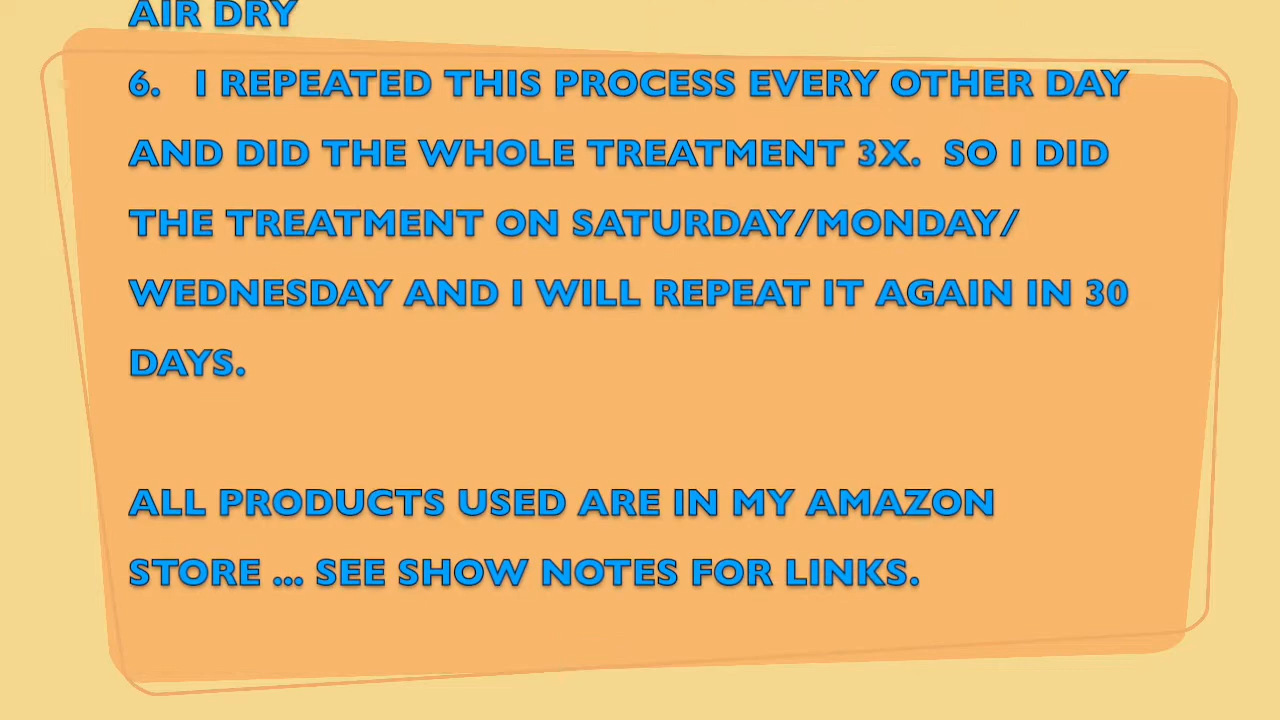 AIR DRY
6. I REPEATED THIS PROCESS EVERY OTHER DAY
AND DID THE WHOLE TREATMENT 3X. SO I DID
THE TREATMENT ON SATURDAY/MONDAY/
WEDNESDAY AND I WILL REPEAT IT AGAIN IN 30
DAYS.
ALL PRODUCTS USED ARE IN MY AMAZON
STORE ... SEE SHOW NOTES FOR LINKS.